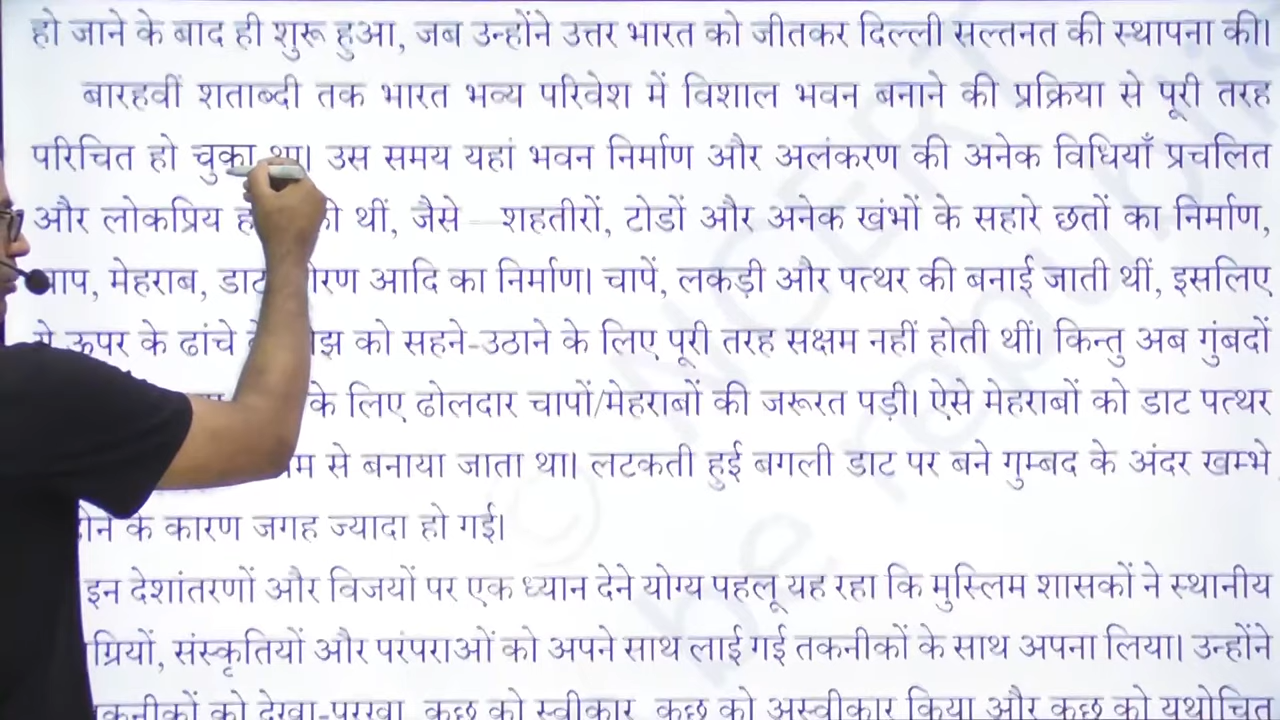 हो जाने के बाद ही शुरू हुआ, जब उन्होंने उत्तर भारत को जीतकर दिल्ली सल्तनत की स्थापना की।
बारहवीं शताब्दी तक भारत भव्य परिवेश में विशाल भवन बनाने की प्रक्रिया से पूरी तरह
परिचित हो चुका था। उस समय यहां भवन निर्माण और अलंकरण की अनेक विधियाँ प्रचलित
और लोकप्रिय थीं, जैसे शहतीरों, टोडों और अनेक खंभों के सहारे छतों का निर्माण,
मेहराब, डाट आदि का निर्माण। चापें, लकड़ी और पत्थर की बनाई जाती थीं, इसलिए
ऊपर के ढांचे को सहने-उठाने के लिए पूरी तरह सक्षम नहीं होती थीं। किन्तु अब गुंबदों
के लिए ढोलदार चापों/मेहराबों की जरूरत पड़ी। ऐसे मेहराबों को डाट पत्थर
से बनाया जाता था। लटकती हुई बगली डाट पर बने गुम्बद के अंदर खम्भे
के कारण जगह ज्यादा हो गई।
इन देशांतरणों और विजयों पर एक ध्यान देने योग्य पहलू यह रहा कि मुस्लिम शासकों ने स्थानीय
संस्कृतियों और परंपराओं को अपने साथ लाई गई तकनीकों के साथ अपना लिया। उन्होंने
को देखा-परखा, कुछ को स्वीकार, कुछ को अस्वीकार किया और कुछ को यथोचित